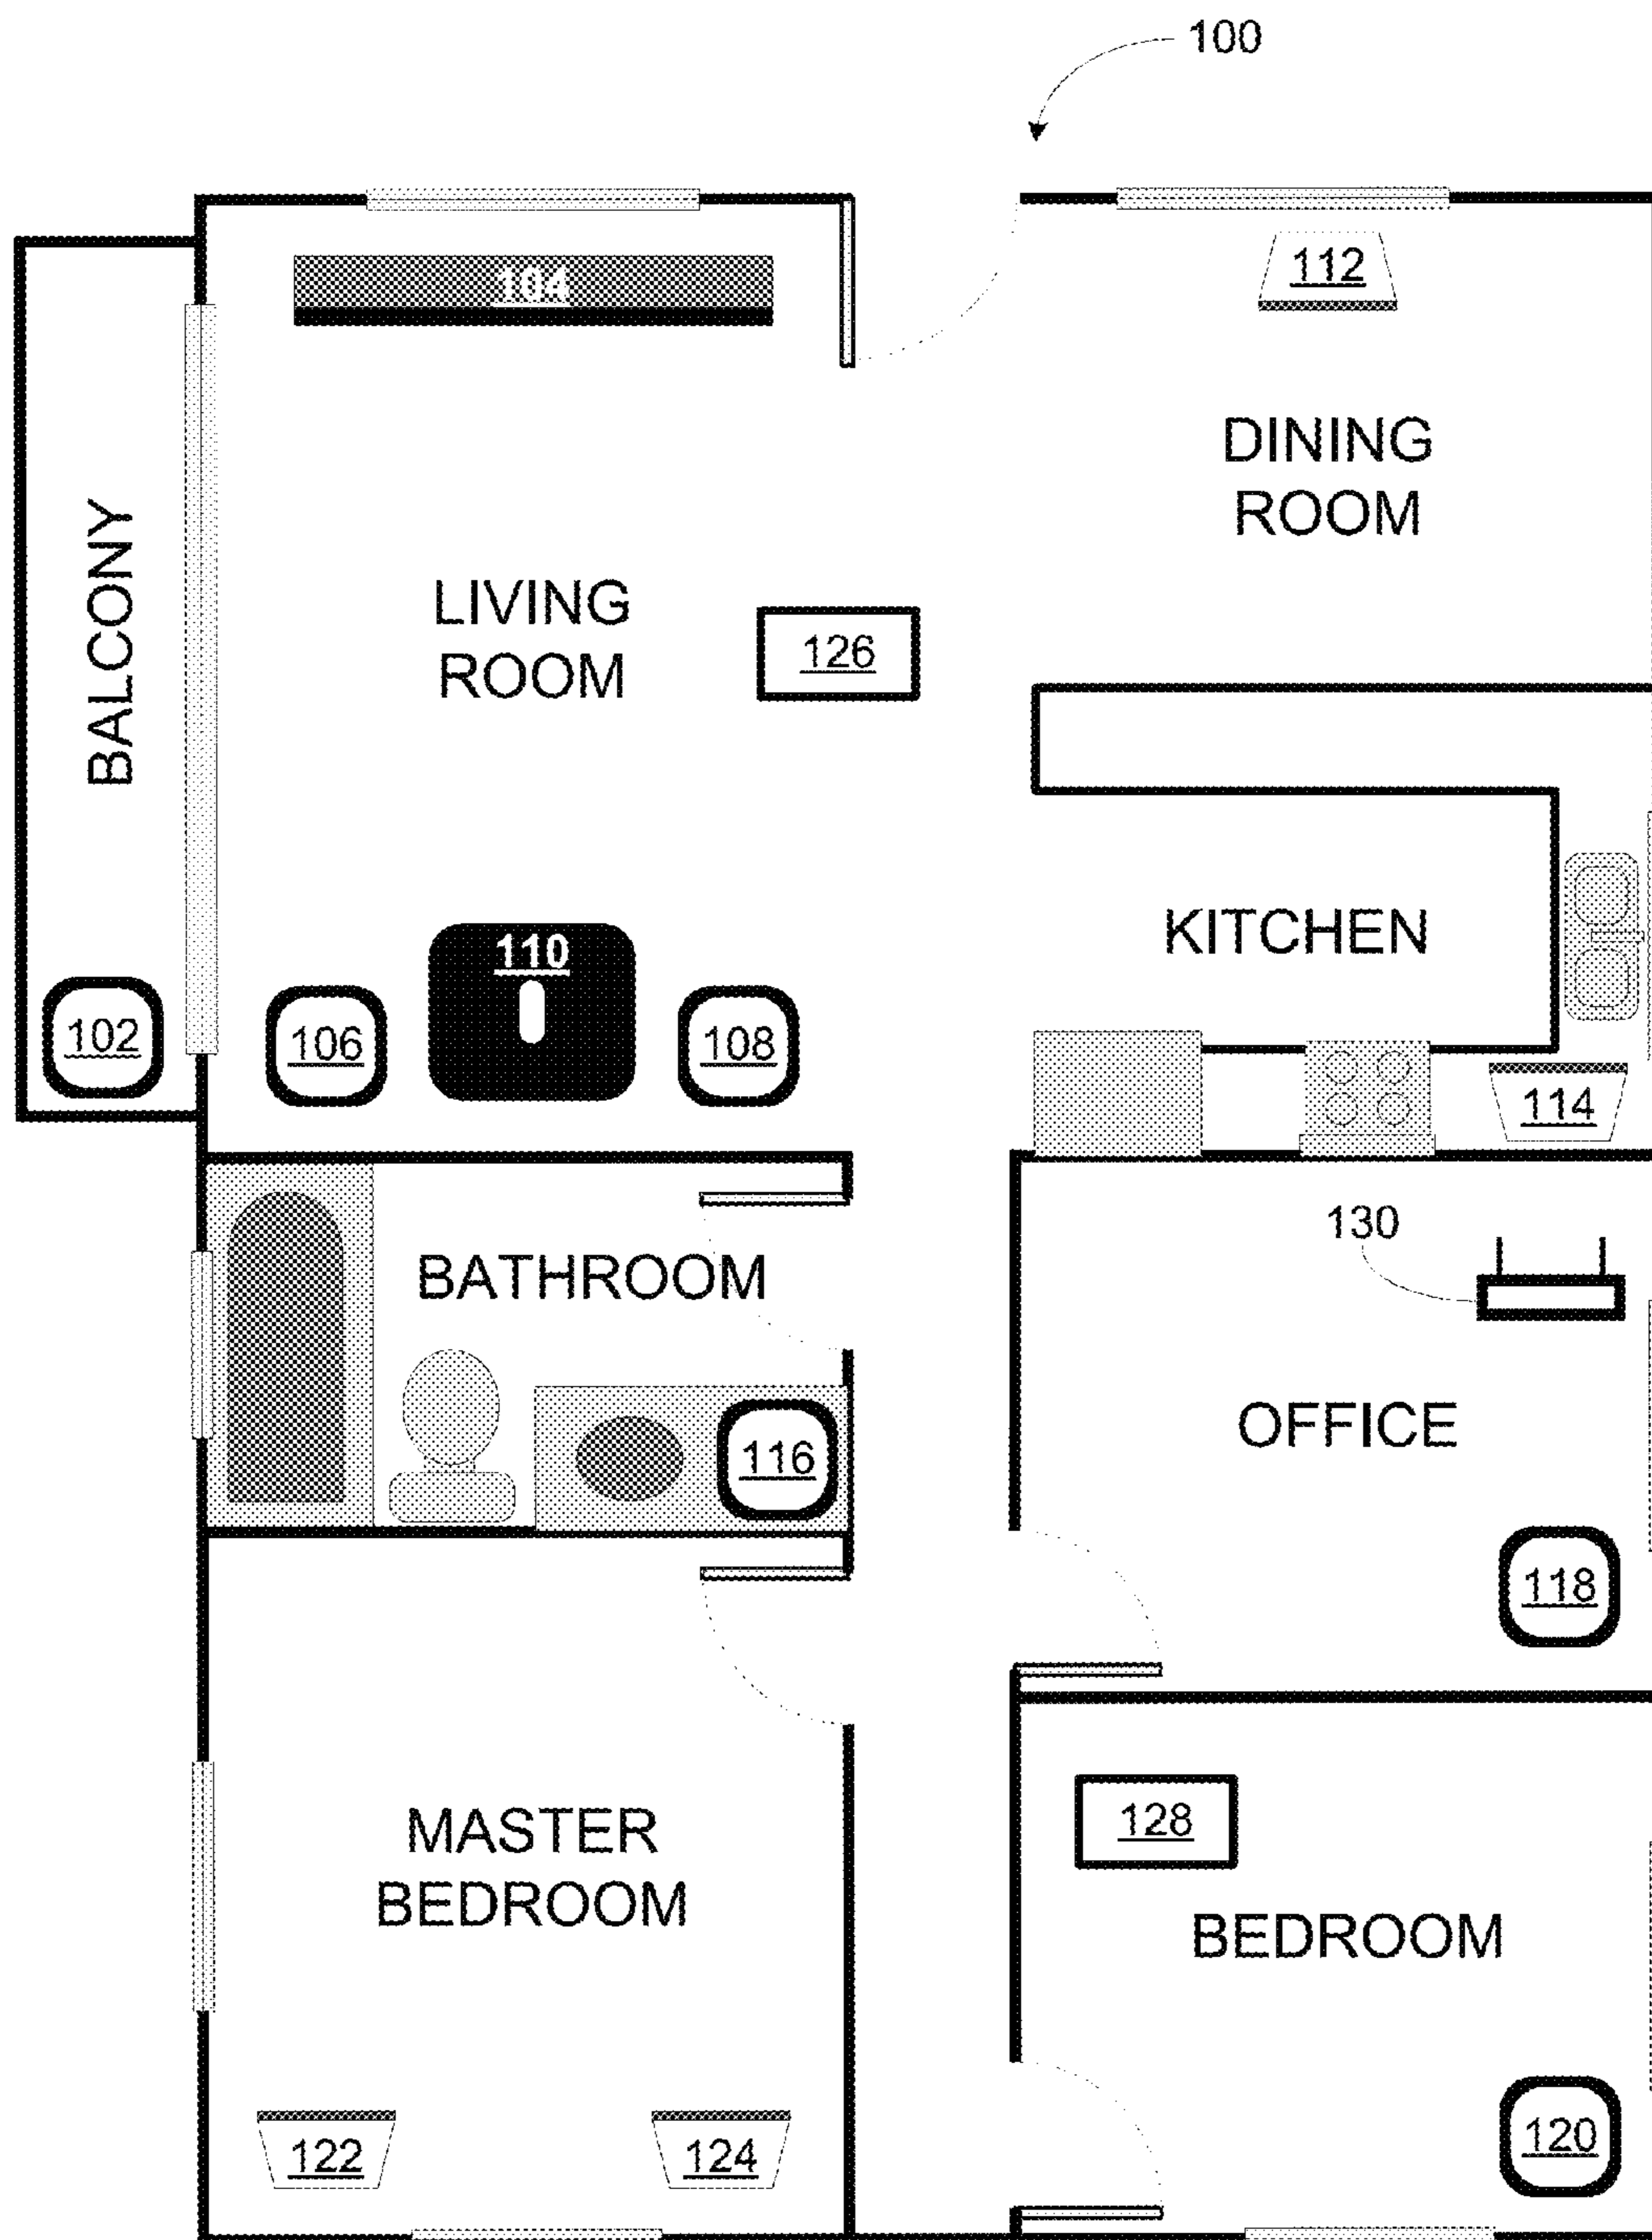 100
104
112
DINING
ROOM
BALCONY
LIVING
ROOM
126
110
KITCHEN
102
106
108
114
130
BATHROOM
OFFICE
116
118
128
MASTER
BEDROOM
BEDROOM
120
122
124